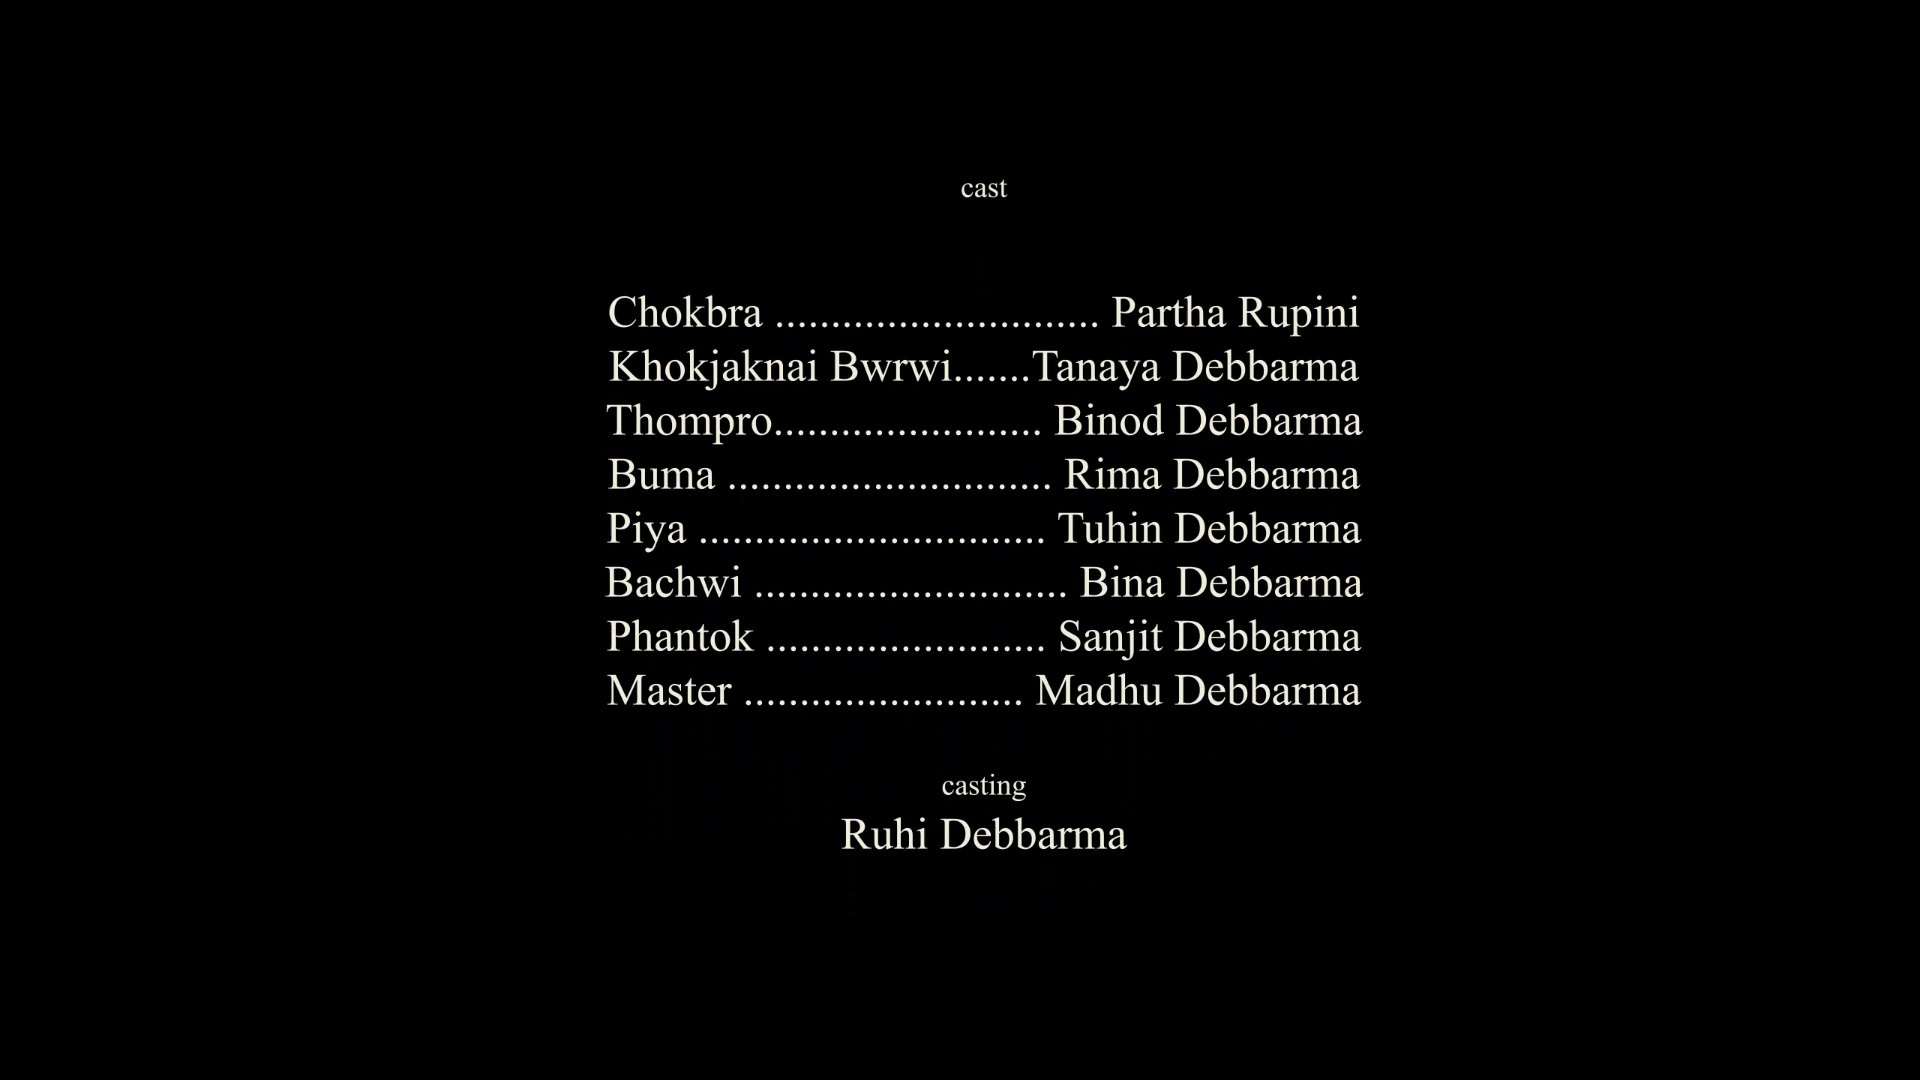 cast
Chokbra ............................. Partha Rupini
Khokjaknai Bwrwi.......Tanaya Debbarma
Thompro........................ Binod Debbarma
Buma ............................. Rima Debbarma
Piya ............................... Tuhin Debbarma
Bachwi ............................ Bina Debbarma
Phantok ......................... Sanjit Debbarma
Master ......................... Madhu Debbarma
casting
Ruhi Debbarma